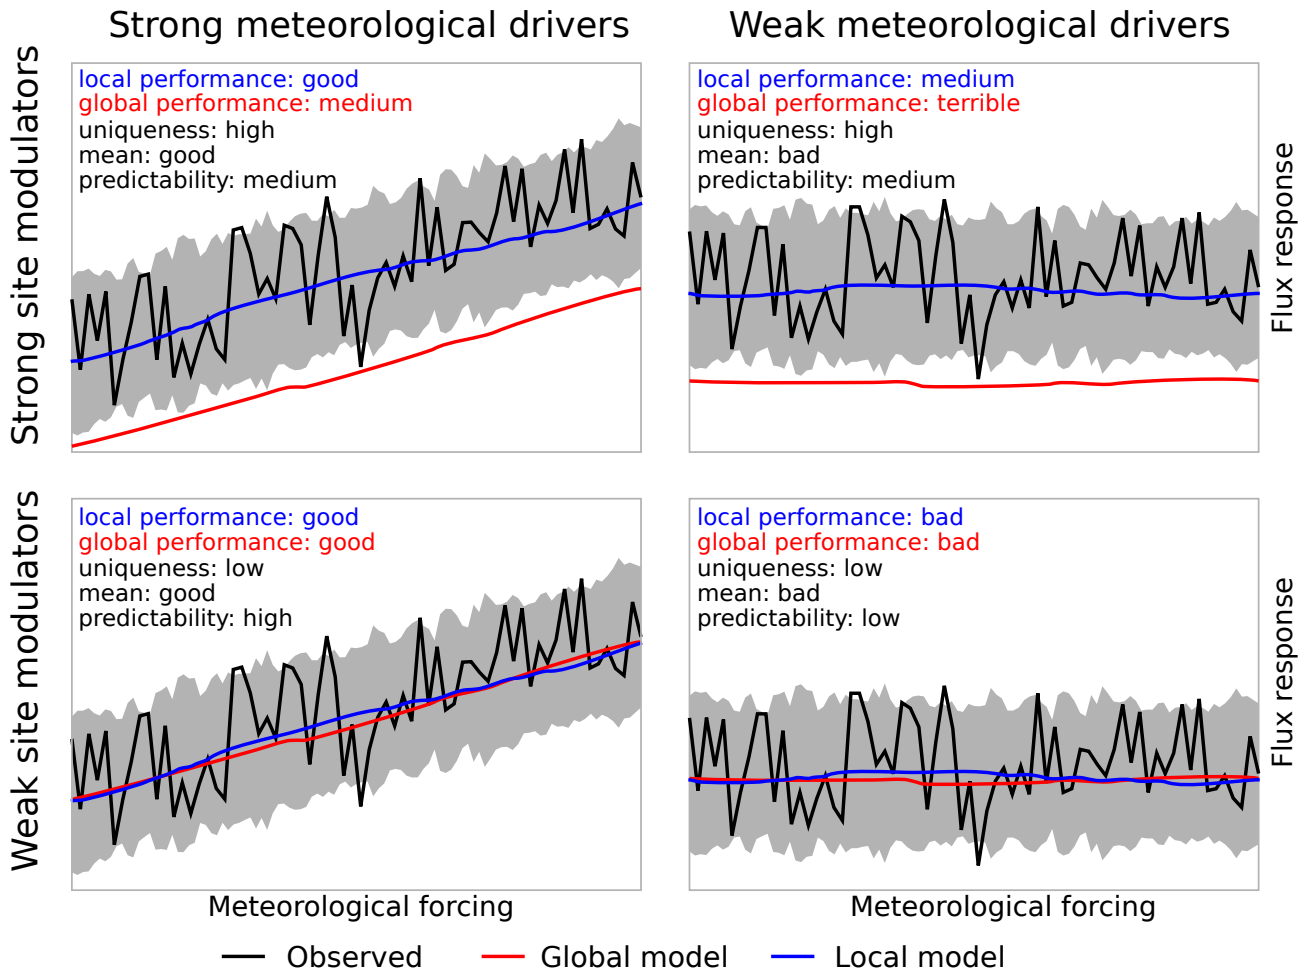 Strong meteorological drivers
Weak meteorological drivers
Strong site modulators
local performance: good
global performance: medium
uniqueness: high
mean: good
predictability: medium
local performance: medium
global performance: terrible
uniqueness: high
mean: bad
predictability: medium
Flux response
Weak site modulators
local performance: good
global performance: good
uniqueness: low
mean: good
predictability: high
local performance: bad
global performance: bad
uniqueness: low
mean: bad
predictability: low
Flux response
Meteorological forcing
Meteorological forcing
Observed
Global model
Local model